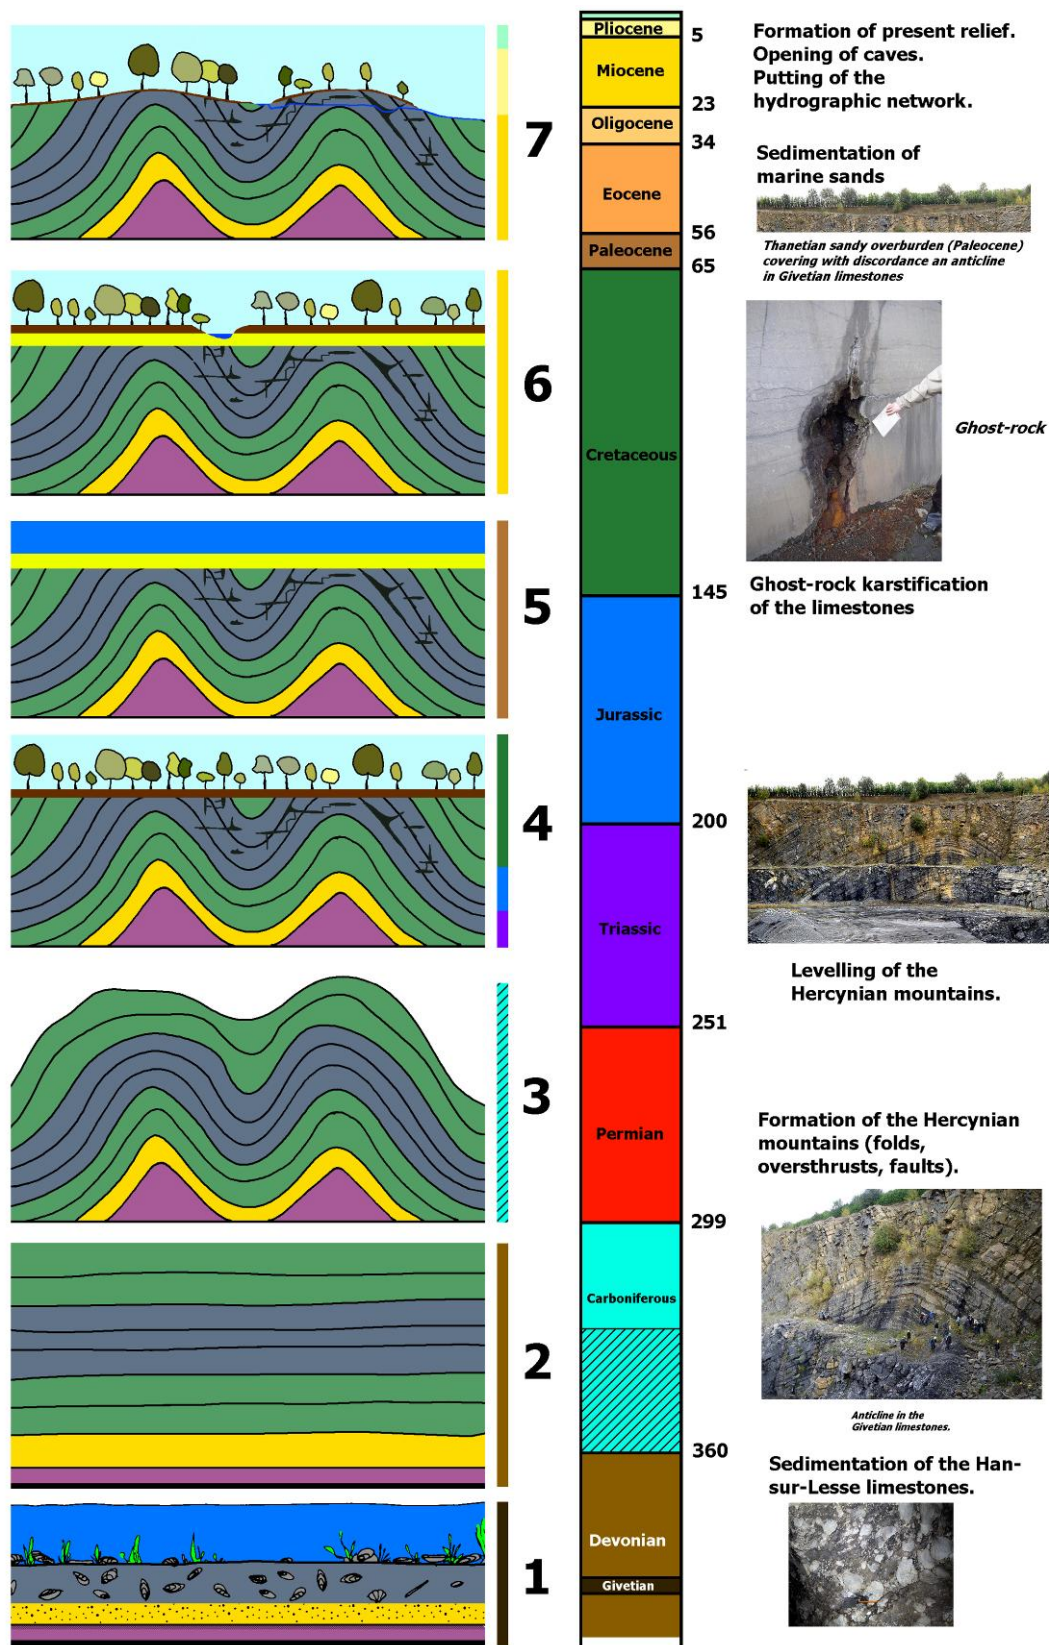 7
6
5
4
3
2
1
Pliocene
Miocene
Oligocene
Eocene
Paleocene
Cretaceous
Jurassic
Triassic
Permian
Carboniferous
Devonian
Givetian
5
23
34
56
65
145
200
251
299
360
Formation of present relief.
Opening of caves.
Putting of the
hydrographic network.
Sedimentation of
marine sands
Thanetian sandy overburden (Paleocene)
covering with discordance an anticline
in Givetian limestones
Ghost-rock
Ghost-rock karstification
of the limestones
Levelling of the
Hercynian mountains.
Formation of the Hercynian
mountains (folds,
oversthrusts, faults).
Anticline in the
Givetian limestones.
Sedimentation of the Han-
sur-Lesse limestones.